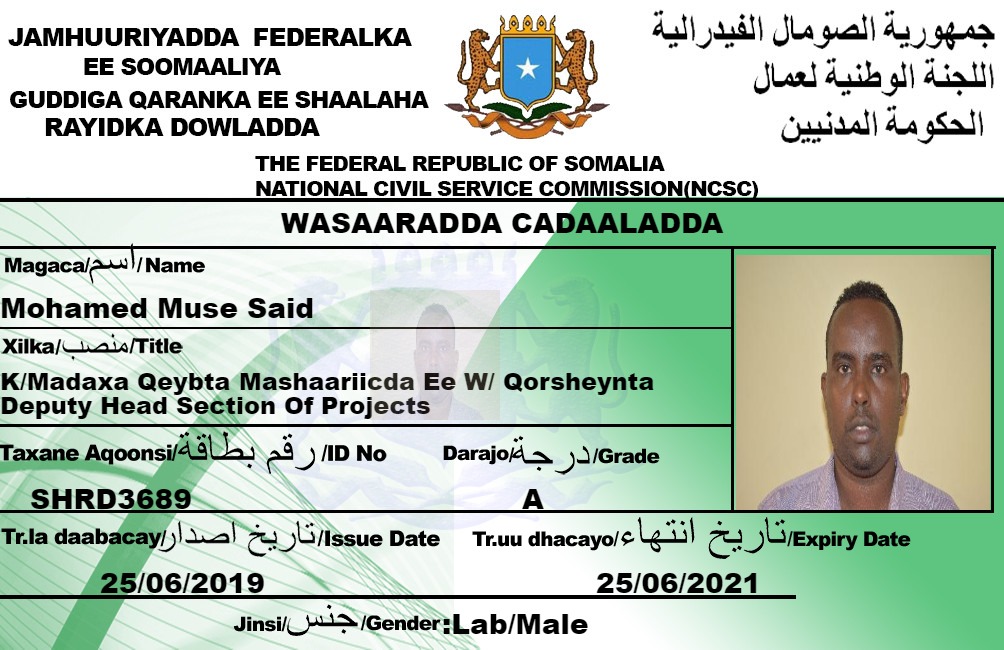 JAMHUURIYADDA FEDERALKA
EE SOOMAALIYA
GUDDIGA QARANKA EE SHAALAHA
RAYIDKA DOWLADDA
جمهورية الصومال الفيدرالية
اللجنة الوطنية لعمال
الحكومة المدنيين
THE FEDERAL REPUBLIC OF SOMALIA
NATIONAL CIVIL SERVICE COMMISSION(NCSC)
WASAARADDA CADAALADDA
Magaca/اسم/Name
Mohamed Muse Said
Xilka/منصب/Title
K/Madaxa Qeybta Mashaariicda Ee W/ Qorsheynta
Deputy Head Section Of Projects
Taxane Aqoonsi/رقم بطاقة/ID No Darajo/درجة/Grade
SHRD3689 A
Tr.la daabacay/تاريخ اصدار/Issue Date Tr.uu dhacayo/تاريخ انتهاء/Expiry Date
25/06/2019 25/06/2021
Jinsi/جنس/Gender:Lab/Male